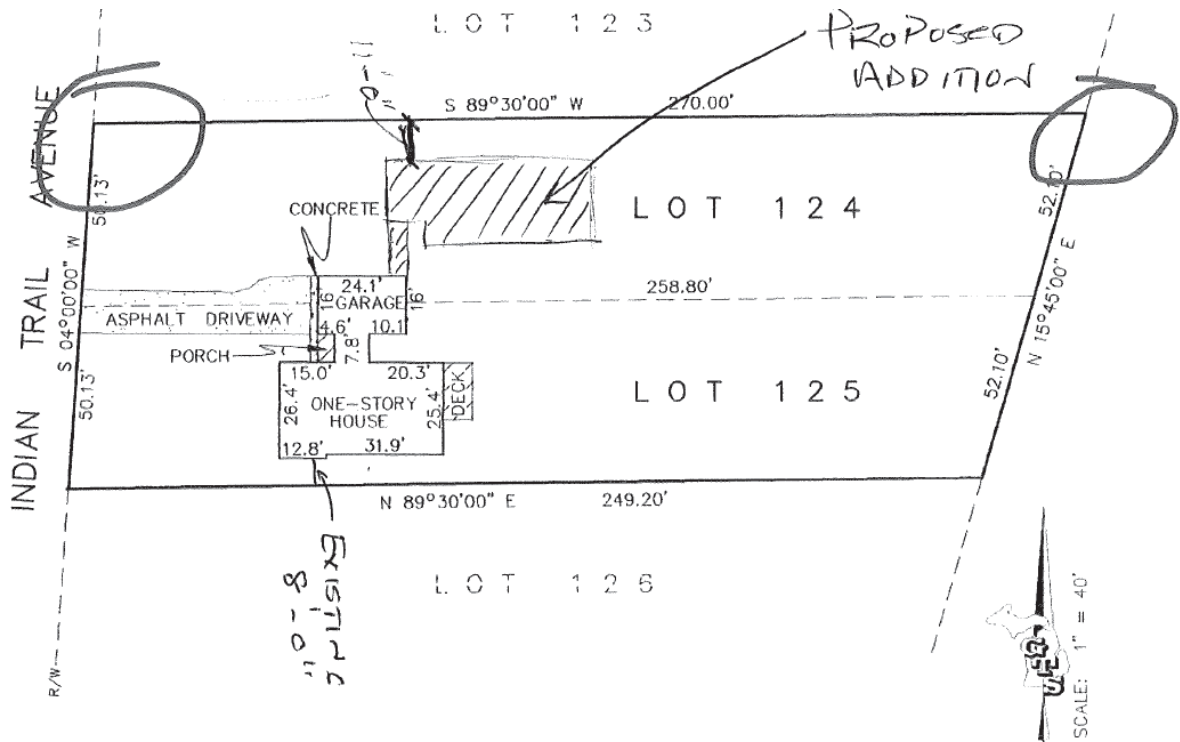 LOT 123
PROPOSED
ADDITION
11'-0"
S 89°30'00" W 270.00'
INDIAN TRAIL AVENUE
S 04°00'00" W
50.13'
50.13'
CONCRETE
LOT 124
52.10'
N 15°45'00" E
52.10'
24.1'
16'
GARAGE
16'
258.80'
ASPHALT DRIVEWAY
4.6'
10.1
PORCH
7.8'
15.0'
20.3'
26.4'
ONE-STORY
HOUSE
25.4'
DECK
LOT 125
12.8'
31.9'
N 89°30'00" E 249.20'
EXISTING
8'-0"
LOT 126
R/W
SCALE: 1" = 40'